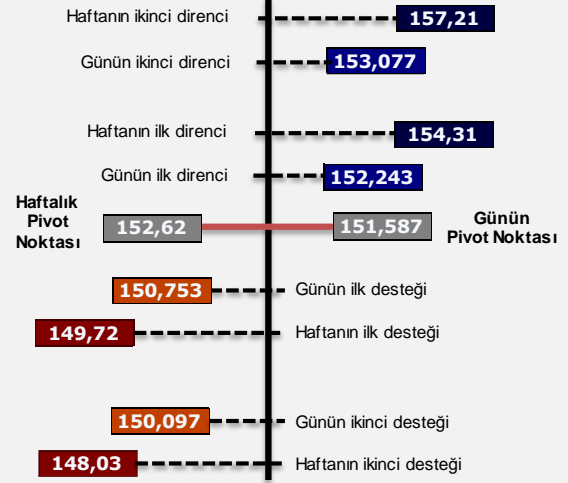 Haftanın ikinci direnci 157,21
Günün ikinci direnci 153,077
Haftanın ilk direnci 154,31
Günün ilk direnci 152,243
Haftalık
Pivot
Noktası
152,62
151,587
Günün
Pivot Noktası
150,753 Günün ilk desteği
149,72 Haftanın ilk desteği
150,097 Günün ikinci desteği
148,03 Haftanın ikinci desteği